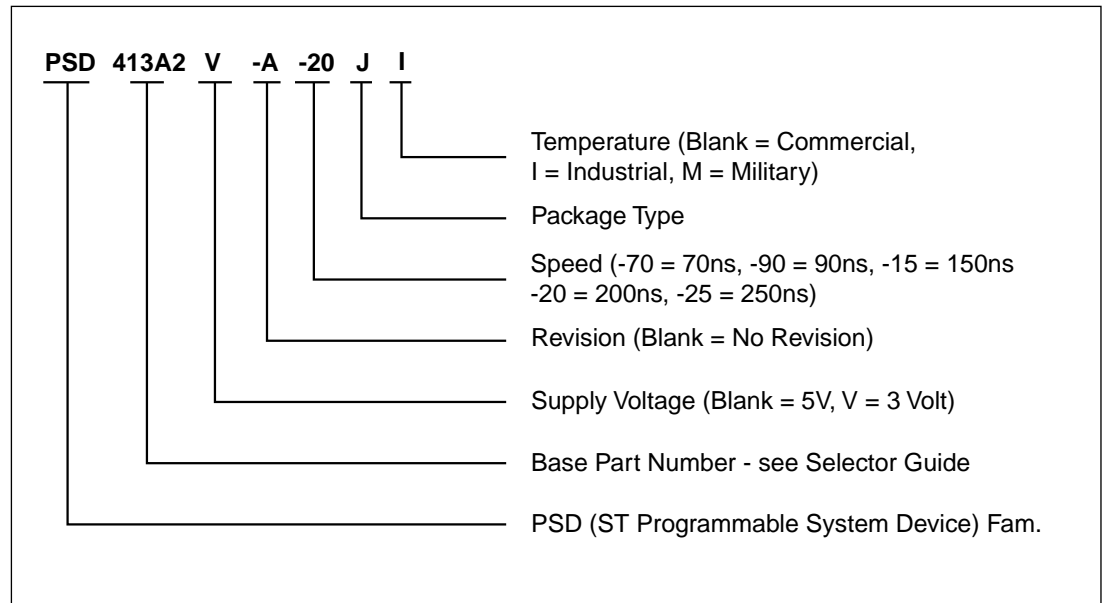 PSD 413A2 V -A -20 J I
Temperature (Blank = Commercial,
I = Industrial, M = Military)
Package Type
Speed (-70 = 70ns, -90 = 90ns, -15 = 150ns
-20 = 200ns, -25 = 250ns)
Revision (Blank = No Revision)
Supply Voltage (Blank = 5V, V = 3 Volt)
Base Part Number - see Selector Guide
PSD (ST Programmable System Device) Fam.